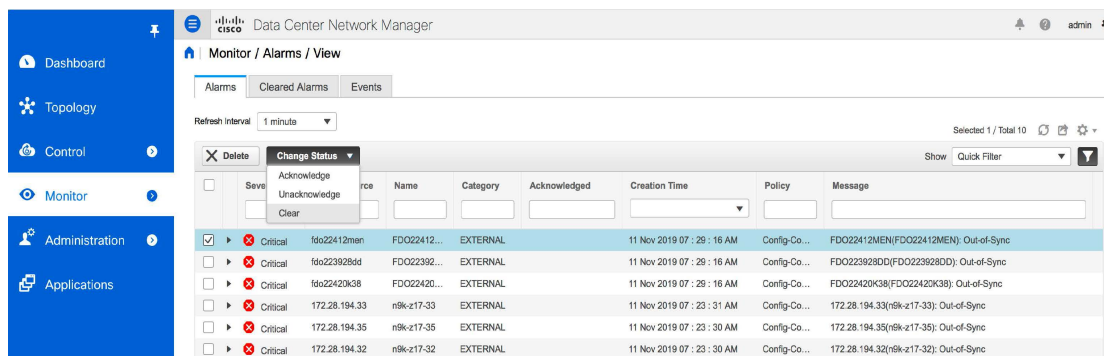 cisco Data Center Network Manager admin
Monitor / Alarms / View
Dashboard
Topology
Control
Monitor
Administration
Applications
Alarms Cleared Alarms Events
Refresh Interval 1 minute
Selected 1 / Total 10
Delete Change Status Show Quick Filter
Acknowledge
Unacknowledge
Clear
Seve rce Name Category Acknowledged Creation Time Policy Message
Critical fdo22412men FDO22412... EXTERNAL 11 Nov 2019 07 : 29 : 16 AM Config-Co... FDO22412MEN(FDO22412MEN): Out-of-Sync
Critical fdo223928dd FDO22392... EXTERNAL 11 Nov 2019 07 : 29 : 16 AM Config-Co... FDO223928DD(FDO223928DD): Out-of-Sync
Critical fdo22420k38 FDO22420... EXTERNAL 11 Nov 2019 07 : 29 : 16 AM Config-Co... FDO22420K38(FDO22420K38): Out-of-Sync
Critical 172.28.194.33 n9k-z17-33 EXTERNAL 11 Nov 2019 07 : 23 : 31 AM Config-Co... 172.28.194.33(n9k-z17-33): Out-of-Sync
Critical 172.28.194.35 n9k-z17-35 EXTERNAL 11 Nov 2019 07 : 23 : 30 AM Config-Co... 172.28.194.35(n9k-z17-35): Out-of-Sync
Critical 172.28.194.32 n9k-z17-32 EXTERNAL 11 Nov 2019 07 : 23 : 30 AM Config-Co... 172.28.194.32(n9k-z17-32): Out-of-Sync